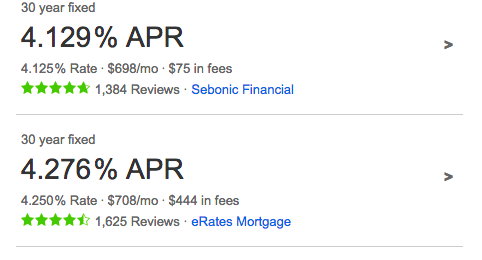 30 year fixed
4.129% APR
>
4.125% Rate · $698/mo · $75 in fees
1,384 Reviews · Sebonic Financial
30 year fixed
4.276% APR
>
4.250% Rate · $708/mo · $444 in fees
1,625 Reviews · eRates Mortgage